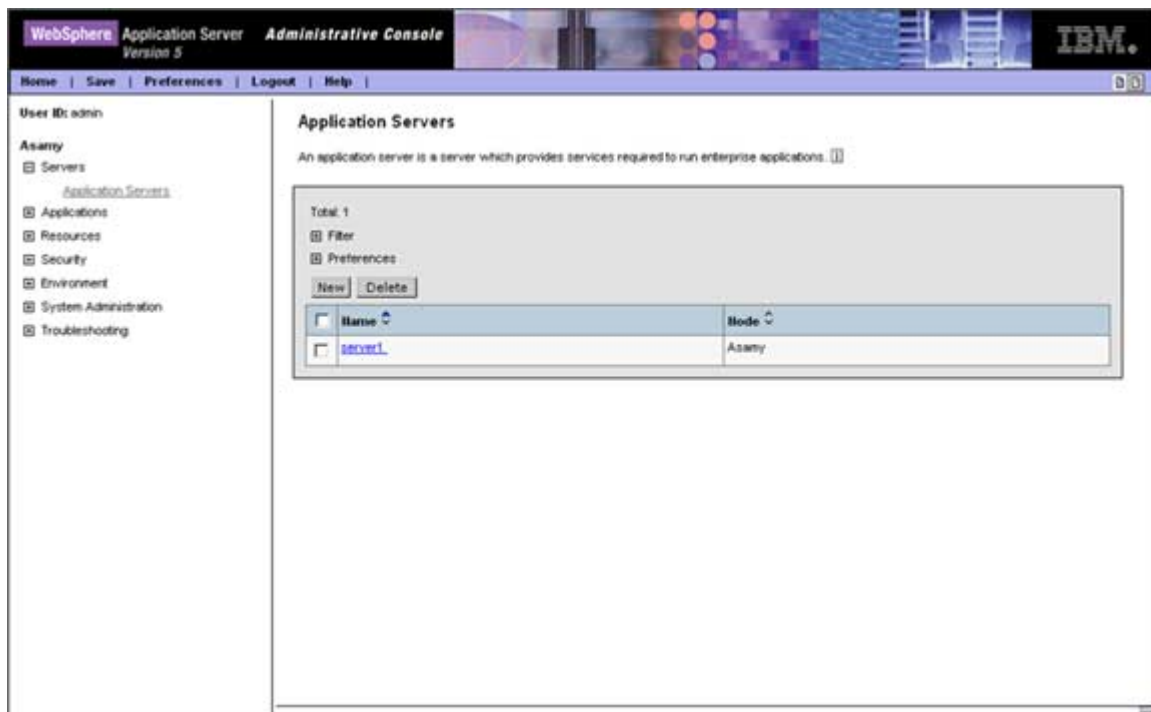 WebSphere Application Server Administrative Console
Version 5
IBM.
Home | Save | Preferences | Logout | Help |
User ID: admin
Asamy
Servers
Application Servers
Applications
Resources
Security
Environment
System Administration
Troubleshooting
Application Servers
An application server is a server which provides services required to run enterprise applications. i
Total: 1
Filter
Preferences
New Delete
Name Node
server1 Asamy